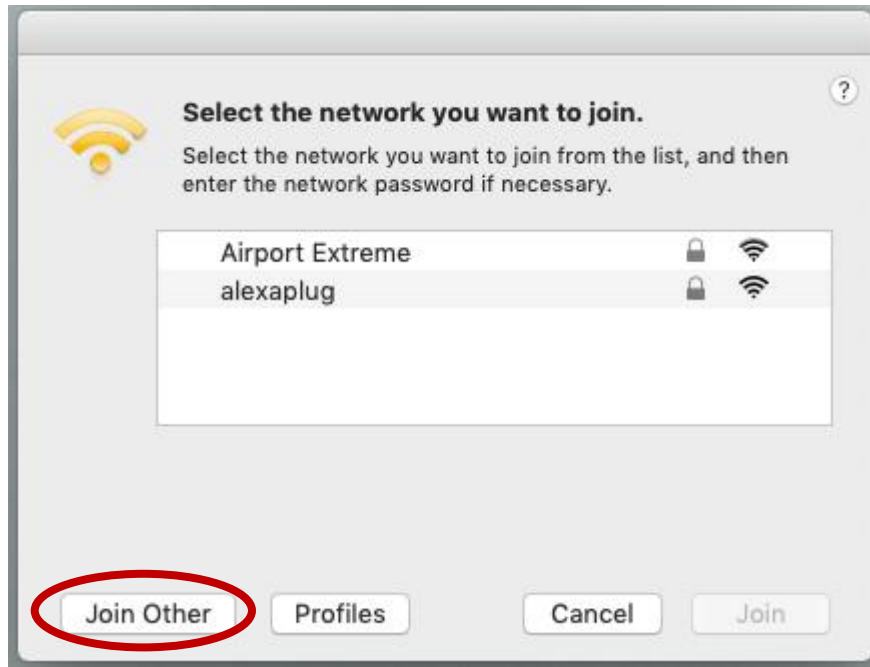 ?
Select the network you want to join.
Select the network you want to join from the list, and then
enter the network password if necessary.
Airport Extreme
alexaplug
Join Other Profiles Cancel Join